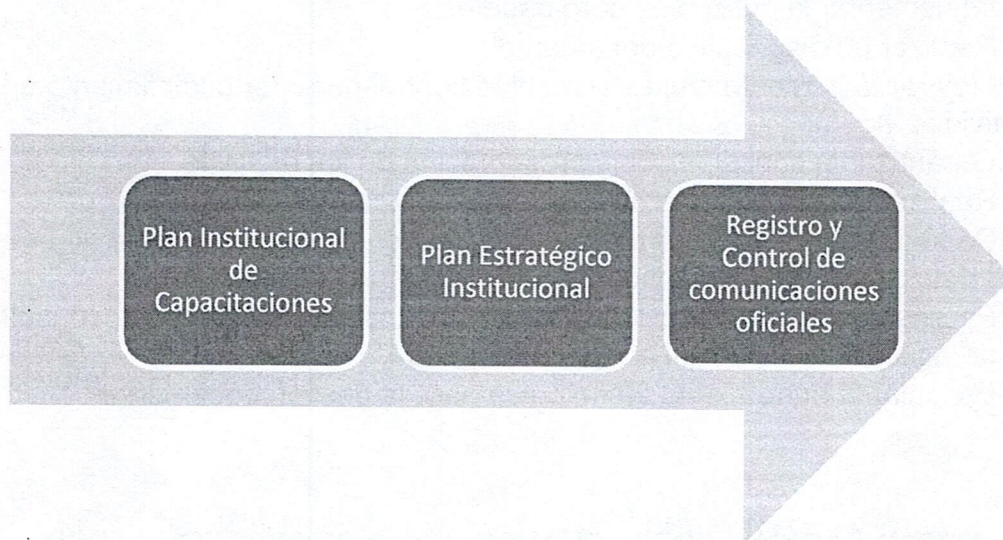 Plan Institucional
de
Capacitaciones
Plan Estratégico
Institucional
Registro y
Control de
comunicaciones
oficiales